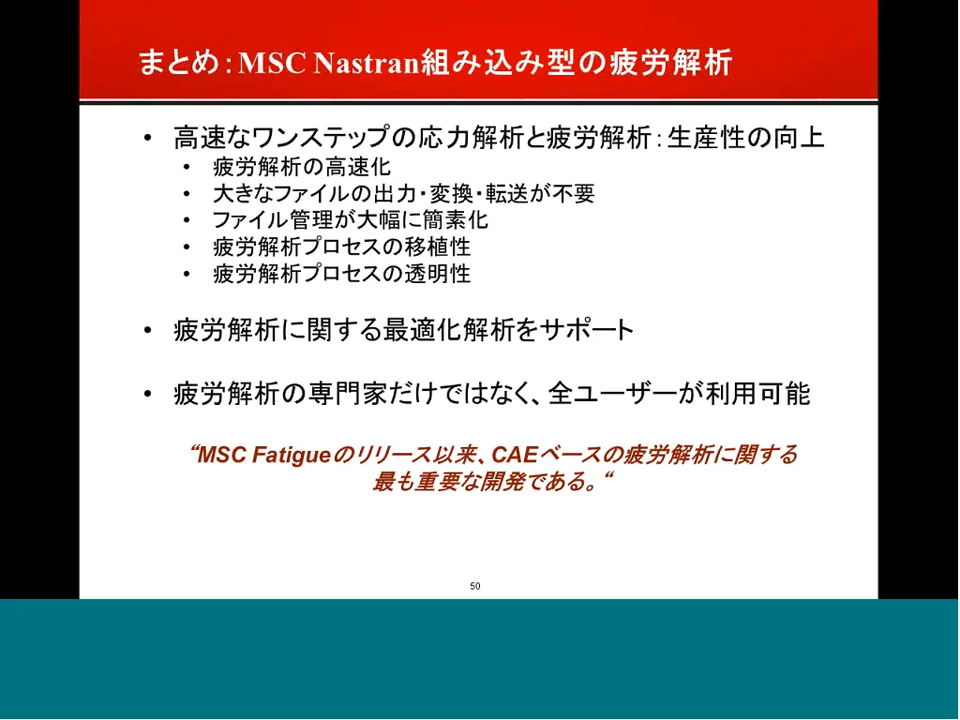 まとめ：MSC Nastran組み込み型の疲労解析
• 高速なワンステップの応力解析と疲労解析：生産性の向上
• 疲労解析の高速化
• 大きなファイルの出力・変換・転送が不要
• ファイル管理が大幅に簡素化
• 疲労解析プロセスの移植性
• 疲労解析プロセスの透明性
• 疲労解析に関する最適化解析をサポート
• 疲労解析の専門家だけではなく、全ユーザーが利用可能
“MSC Fatigueのリリース以来、CAEベースの疲労解析に関する
最も重要な開発である。“
50